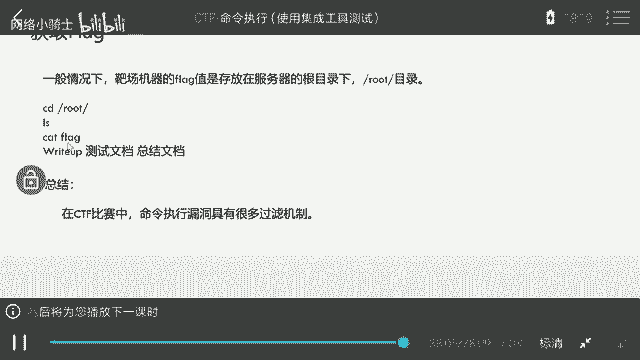 网络小骑士 bilibili
CTF-命令执行（使用集成工具测试）
获取Flag
一般情况下，靶场机器的flag值是存放在服务器的根目录下，/root/目录。
cd /root/
ls
cat flag
Writeup 测试文档 总结文档
总结：
在CTF比赛中，命令执行漏洞具有很多过滤机制。
后将为您播放下一课时
标清